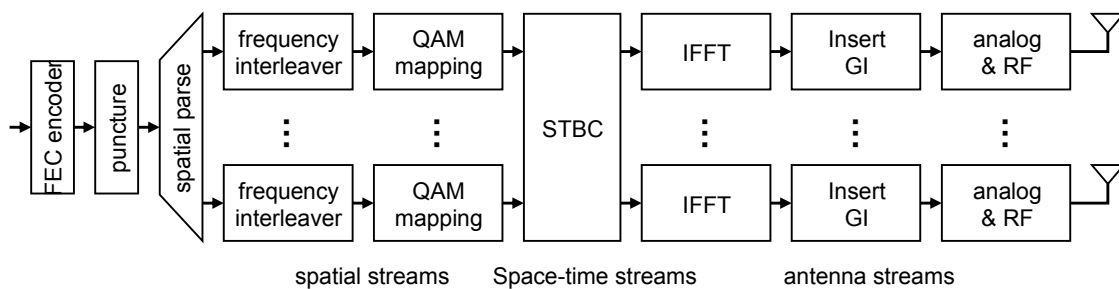 FEC encoder
puncture
spatial parse
frequency
interleaver
QAM
mapping
STBC
IFFT
Insert
GI
analog
& RF
frequency
interleaver
QAM
mapping
IFFT
Insert
GI
analog
& RF
spatial streams
Space-time streams
antenna streams